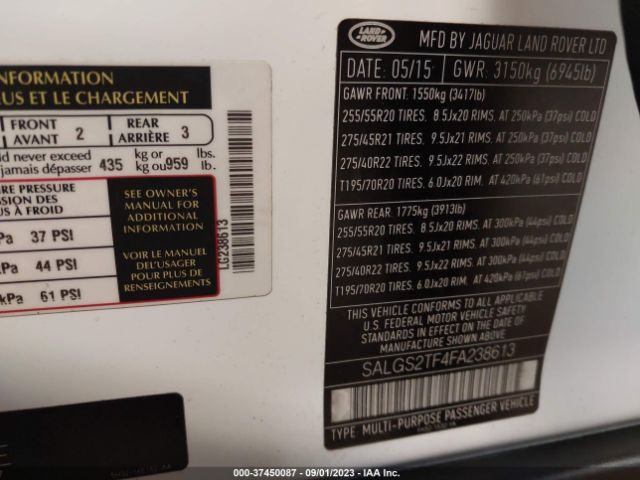 INFORMATION
US ET LE CHARGEMENT
FRONT
AVANT 2
REAR
ARRIÈRE 3
ld never exceed
jamais dépasser 435 kg or
kg ou 959 lbs.
lb.
RE PRESSURE
SSION DES
S À FROID
Pa 37 PSI
kPa 44 PSI
kPa 61 PSI
SEE OWNER'S
MANUAL FOR
ADDITIONAL
INFORMATION
VOIR LE MANUEL
DE L'USAGER
POUR PLUS DE
RENSEIGNEMENTS
LG238613
LAND
ROVER
MFD BY JAGUAR LAND ROVER LTD
DATE: 05/15 GWR: 3150kg (6945lb)
GAWR FRONT: 1550kg (3417lb)
255/55R20 TIRES, 8.5Jx20 RIMS, AT 250kPa (37psi) COLD
275/45R21 TIRES, 9.5Jx21 RIMS, AT 250kPa (37psi) COLD
275/40R22 TIRES, 9.5Jx22 RIMS, AT 250kPa (37psi) COLD
T195/70R20 TIRES, 6.0Jx20 RIM, AT 420kPa (61psi) COLD
GAWR REAR: 1775kg (3913lb)
255/55R20 TIRES, 8.5Jx20 RIMS, AT 300kPa (44psi) COLD
275/45R21 TIRES, 9.5Jx21 RIMS, AT 300kPa (44psi) COLD
275/40R22 TIRES, 9.5Jx22 RIMS, AT 300kPa (44psi) COLD
T195/70R20 TIRES, 6.0Jx20 RIM, AT 420kPa (61psi) COLD
THIS VEHICLE CONFORMS TO ALL APPLICABLE
U.S. FEDERAL MOTOR VEHICLE SAFETY
STANDARDS IN EFFECT ON THE DATE OF
MANUFACTURE SHOWN ABOVE.
SALGS2TF4FA238613
TYPE: MULTI-PURPOSE PASSENGER VEHICLE
000-37450087 - 09/01/2023 - IAA Inc.